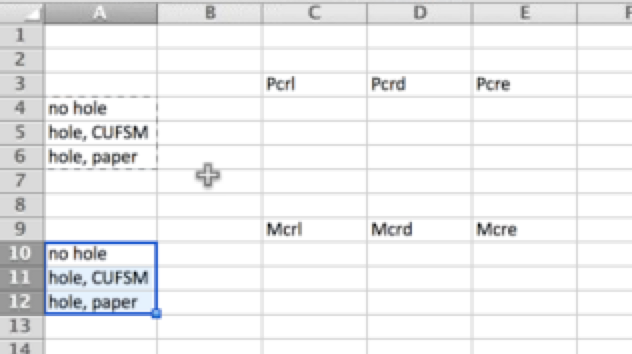 A B C D E F
1
2
3 Pcrl Pcrd Pcre
4 no hole
5 hole, CUFSM
6 hole, paper
7
8
9 Mcrl Mcrd Mcre
10 no hole
11 hole, CUFSM
12 hole, paper
13
14